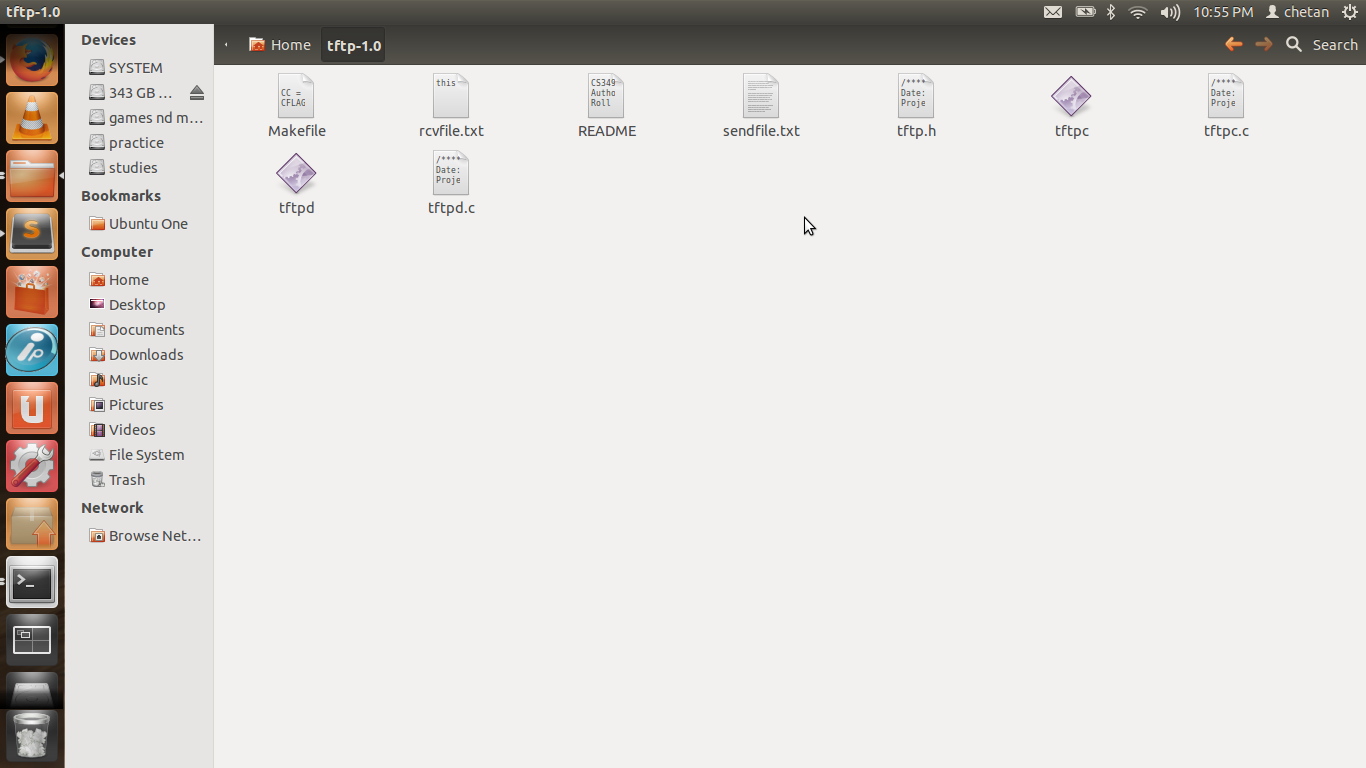 tftp-1.0
10:55 PM
chetan
Devices
SYSTEM
343 GB ...
games nd m...
practice
studies
Bookmarks
Ubuntu One
Computer
Home
Desktop
Documents
Downloads
Music
Pictures
Videos
File System
Trash
Network
Browse Net...
Home
tftp-1.0
Search
CC =
CFLAG
Makefile
this
rcvfile.txt
CS349
Autho
Roll
README
sendfile.txt
/****
Date:
Proje
tftp.h
tftpc
/****
Date:
Proje
tftpc.c
tftpd
/****
Date:
Proje
tftpd.c